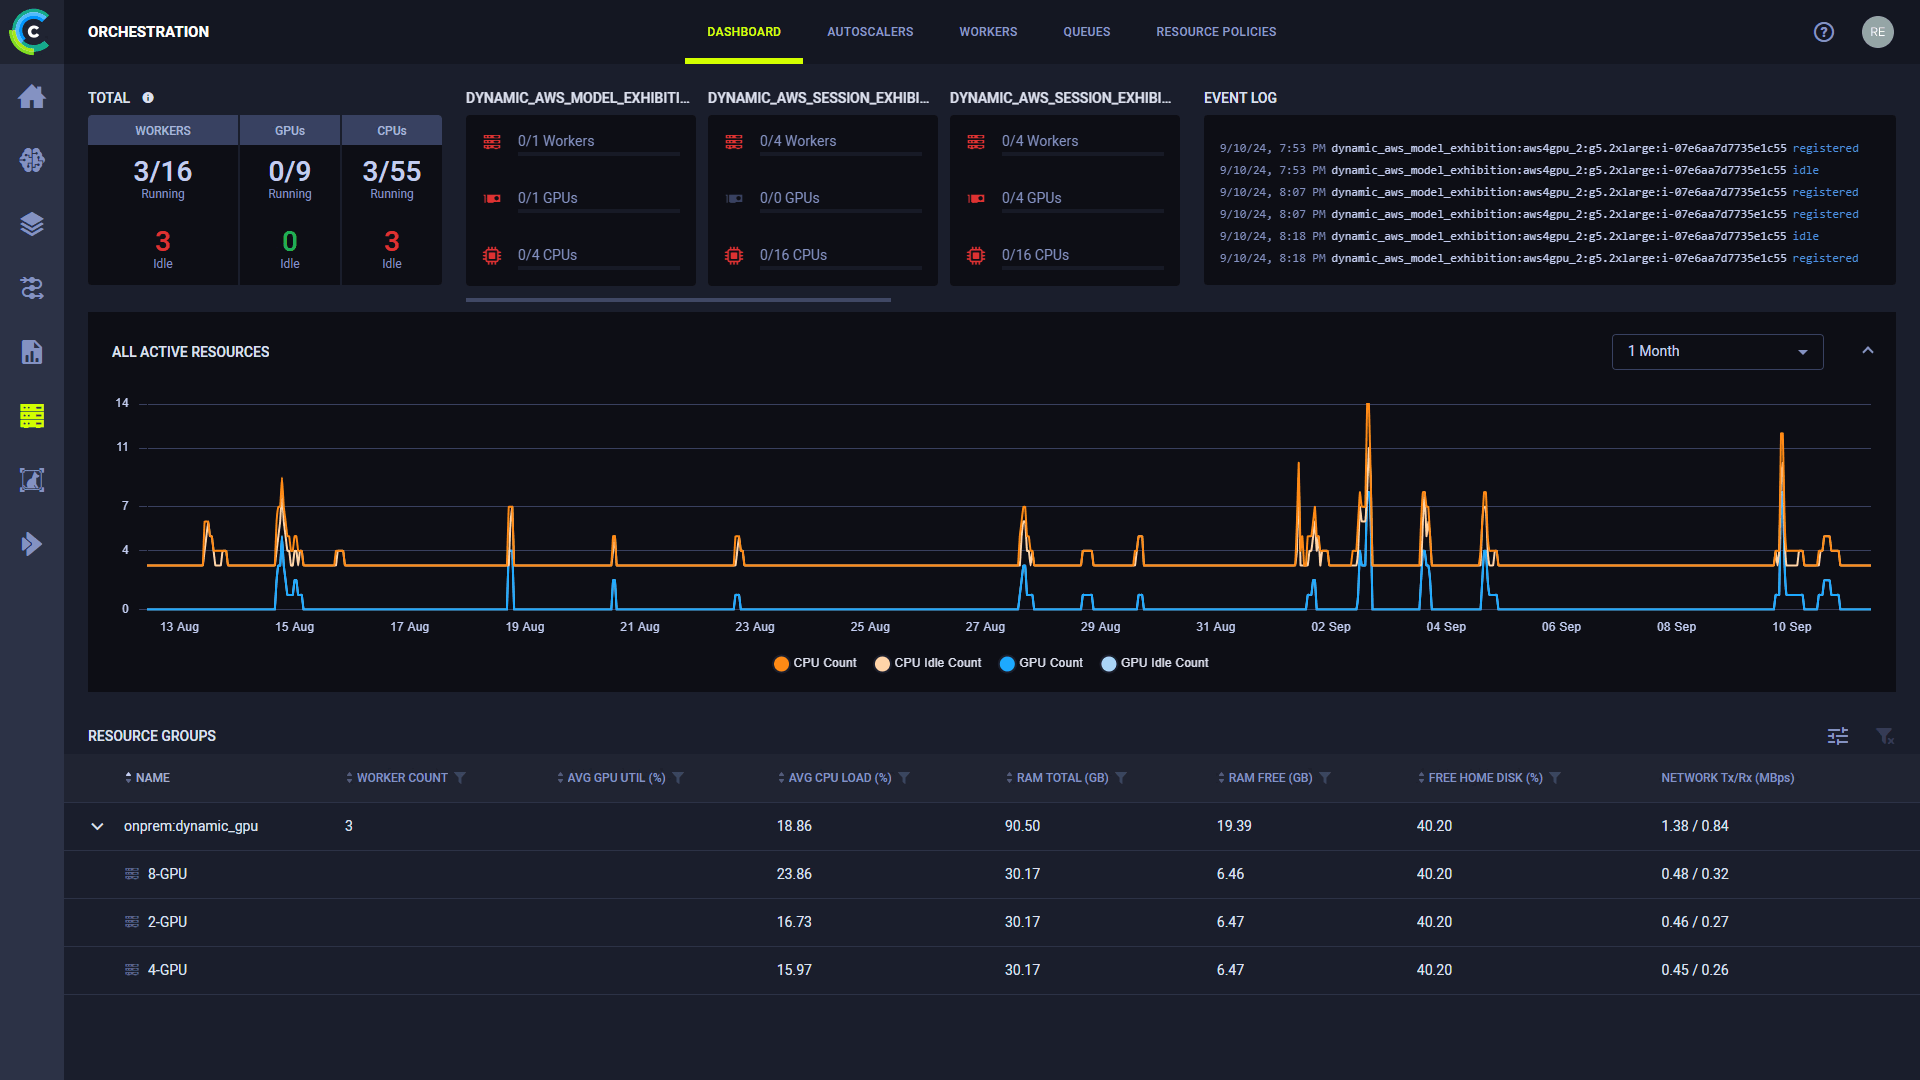 C
ORCHESTRATION
DASHBOARD
AUTOSCALERS
WORKERS
QUEUES
RESOURCE POLICIES
?
RE
TOTAL
WORKERS
GPUs
CPUs
3/16
Running
0/9
Running
3/55
Running
3
Idle
0
Idle
3
Idle
DYNAMIC_AWS_MODEL_EXHIBITI...
0/1 Workers
0/1 GPUs
0/4 CPUs
DYNAMIC_AWS_SESSION_EXHIBI...
0/4 Workers
0/0 GPUs
0/16 CPUs
DYNAMIC_AWS_SESSION_EXHIBI...
0/4 Workers
0/4 GPUs
0/16 CPUs
EVENT LOG
9/10/24, 7:53 PM dynamic_aws_model_exhibition:aws4gpu_2:g5.2xlarge:i-07e6aa7d7735e1c55 registered
9/10/24, 7:53 PM dynamic_aws_model_exhibition:aws4gpu_2:g5.2xlarge:i-07e6aa7d7735e1c55 idle
9/10/24, 8:07 PM dynamic_aws_model_exhibition:aws4gpu_2:g5.2xlarge:i-07e6aa7d7735e1c55 registered
9/10/24, 8:07 PM dynamic_aws_model_exhibition:aws4gpu_2:g5.2xlarge:i-07e6aa7d7735e1c55 registered
9/10/24, 8:18 PM dynamic_aws_model_exhibition:aws4gpu_2:g5.2xlarge:i-07e6aa7d7735e1c55 idle
9/10/24, 8:18 PM dynamic_aws_model_exhibition:aws4gpu_2:g5.2xlarge:i-07e6aa7d7735e1c55 registered
ALL ACTIVE RESOURCES
1 Month
14
11
7
4
0
13 Aug
15 Aug
17 Aug
19 Aug
21 Aug
23 Aug
25 Aug
27 Aug
29 Aug
31 Aug
02 Sep
04 Sep
06 Sep
08 Sep
10 Sep
CPU Count
CPU Idle Count
GPU Count
GPU Idle Count
RESOURCE GROUPS
NAME
WORKER COUNT
AVG GPU UTIL (%)
AVG CPU LOAD (%)
RAM TOTAL (GB)
RAM FREE (GB)
FREE HOME DISK (%)
NETWORK Tx/Rx (MBps)
onprem:dynamic_gpu 3 18.86 90.50 19.39 40.20 1.38 / 0.84
8-GPU 23.86 30.17 6.46 40.20 0.48 / 0.32
2-GPU 16.73 30.17 6.47 40.20 0.46 / 0.27
4-GPU 15.97 30.17 6.47 40.20 0.45 / 0.26